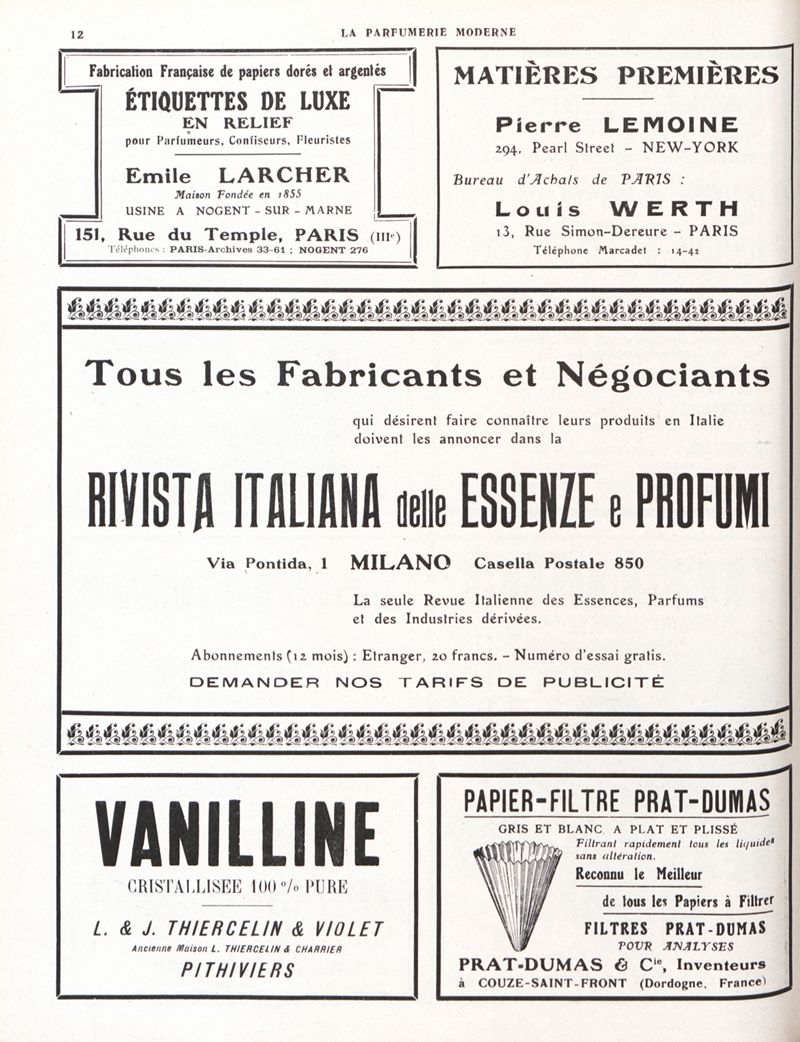 12
LA PARFUMERIE MODERNE
Fabrication Française de papiers dorés et argentés
ÉTIQUETTES DE LUXE
EN RELIEF
pour Parfumeurs, Confiseurs, Fleuristes
Emile LARCHER
Maison Fondée en 1855
USINE A NOGENT-SUR-MARNE
151, Rue du Temple, PARIS (IIIe)
Téléphones : PARIS-Archives 33-61 ; NOGENT 276
MATIÈRES PREMIÈRES
Pierre LEMOINE
294, Pearl Street - NEW-YORK
Bureau d'Achats de PARIS :
Louis WERTH
13, Rue Simon-Dereure - PARIS
Téléphone Marcadet : 14-42
Tous les Fabricants et Négociants
qui désirent faire connaître leurs produits en Italie
doivent les annoncer dans la
RIVISTA ITALIANA delle ESSENZE e PROFUMI
Via Pontida, 1 MILANO Casella Postale 850
La seule Revue Italienne des Essences, Parfums
et des Industries dérivées.
Abonnements (12 mois) : Etranger, 20 francs. - Numéro d'essai gratis.
DEMANDER NOS TARIFS DE PUBLICITÉ
VANILLINE
CRISTALLISEE 100 % PURE
L. & J. THIERCELIN & VIOLET
Ancienne Maison L. THIERCELIN & CHARRIER
PITHIVIERS
PAPIER-FILTRE PRAT-DUMAS
GRIS ET BLANC A PLAT ET PLISSÉ
Filtrant rapidement tous les liquides
sans altération.
Reconnu le Meilleur
de tous les Papiers à Filtrer
FILTRES PRAT-DUMAS
POUR ANALYSES
PRAT-DUMAS & Cie, Inventeurs
à COUZE-SAINT-FRONT (Dordogne, France)